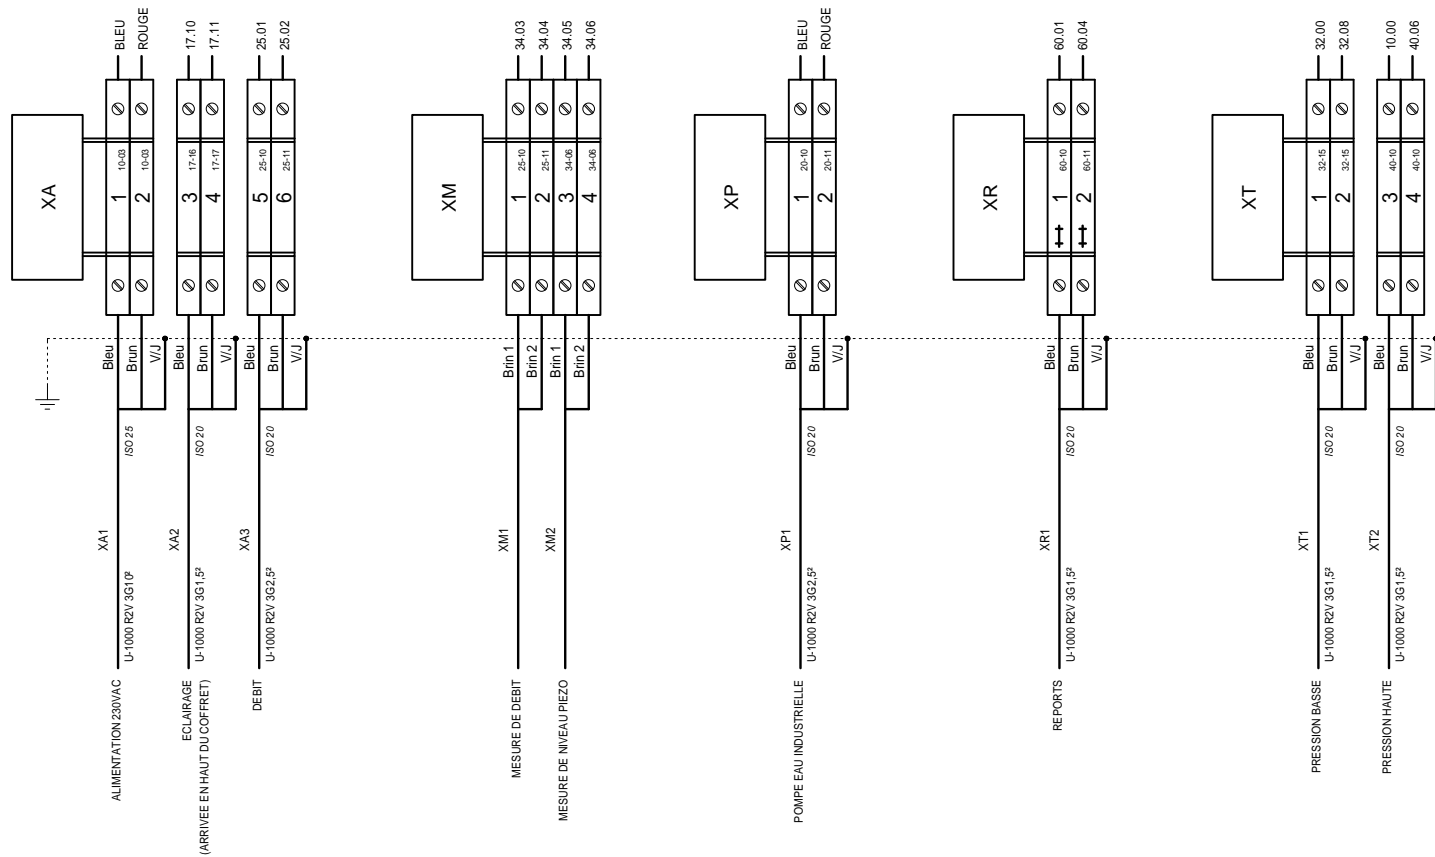 BLEU
ROUGE
17.10
17.11
25.01
25.02
34.03
34.04
34.05
34.06
BLEU
ROUGE
60.01
60.04
32.00
32.08
10.00
40.06
XA
10-03
10-03
17-16
17-17
25-10
25-11
1
2
3
4
5
6
XM
25-10
25-11
34-06
34-06
1
2
3
4
XP
20-10
20-11
1
2
XR
60-10
60-11
1
2
XT
32-15
32-15
40-10
40-10
1
2
3
4
Bleu
Brun
V/J
Bleu
Brun
V/J
Bleu
Brun
V/J
Brin 1
Brin 2
Brin 1
Brin 2
Bleu
Brun
V/J
Bleu
Brun
V/J
Bleu
Brun
V/J
Bleu
Brun
V/J
ISO 25
ISO 20
ISO 20
ISO 20
ISO 20
ISO 20
ISO 20
XA1
XA2
XA3
XM1
XM2
XP1
XR1
XT1
XT2
U-1000 R2V 3G10²
U-1000 R2V 3G1,5²
U-1000 R2V 3G2,5²
U-1000 R2V 3G2,5²
U-1000 R2V 3G1,5²
U-1000 R2V 3G1,5²
U-1000 R2V 3G1,5²
ALIMENTATION 230VAC
ECLAIRAGE
(ARRIVEE EN HAUT DU COFFRET)
DEBIT
MESURE DE DEBIT
MESURE DE NIVEAU PIEZO
POMPE EAU INDUSTRIELLE
REPORTS
PRESSION BASSE
PRESSION HAUTE